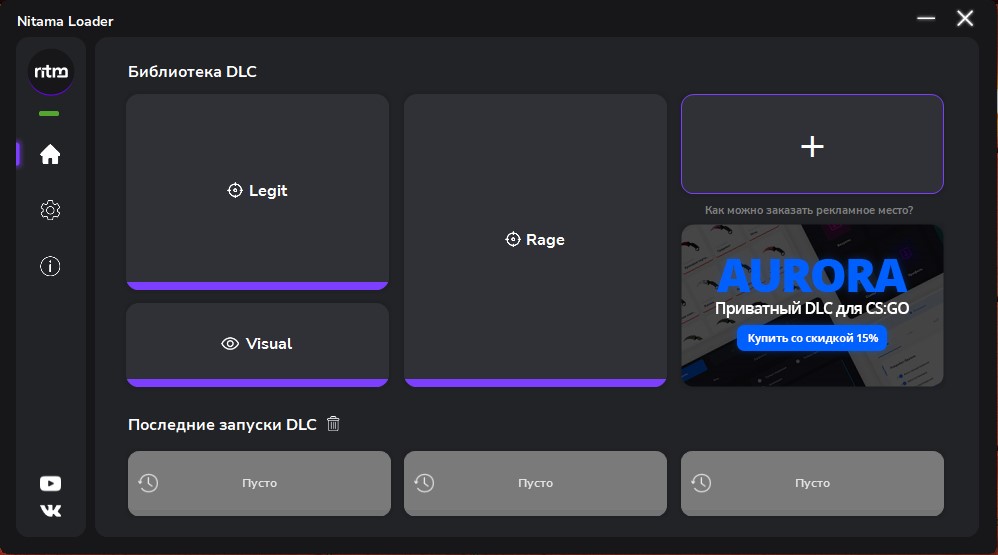 Nitama Loader
ritm
Библиотека DLC
Legit
Rage
Visual
Как можно заказать рекламное место?
AURORA
Приватный DLC для CS:GO
Купить со скидкой 15%
Последние запуски DLC
Пусто
Пусто
Пусто